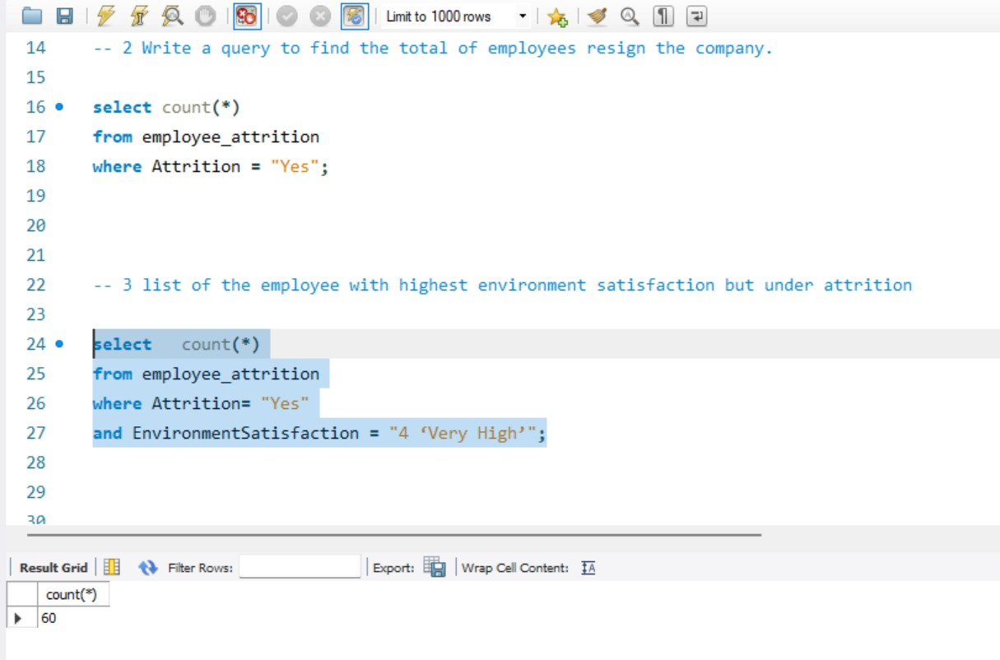 Limit to 1000 rows
14 -- 2 Write a query to find the total of employees resign the company.
15
16 select count(*)
17 from employee_attrition
18 where Attrition = "Yes";
19
20
21
22 -- 3 list of the employee with highest environment satisfaction but under attrition
23
24 select   count(*)
25 from employee_attrition
26 where Attrition= "Yes"
27 and EnvironmentSatisfaction = "4 ‘Very High’";
28
29
30
Result Grid Filter Rows: Export: Wrap Cell Content: IA
count(*)
60